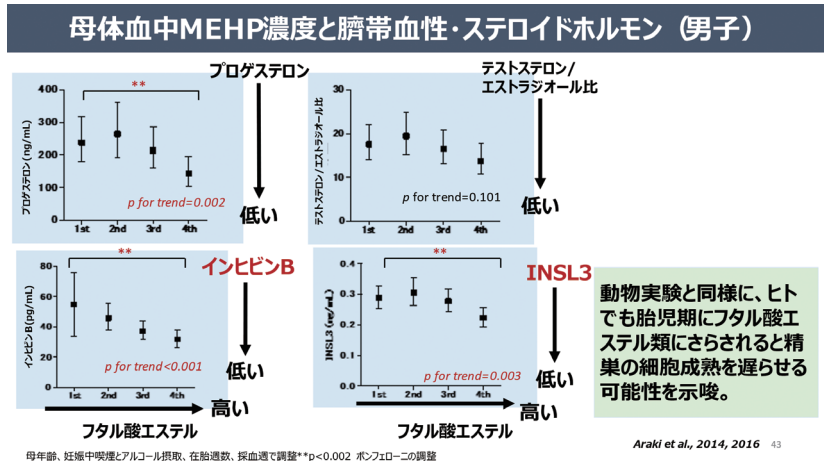 母体血中MEHP濃度と臍帯血性・ステロイドホルモン（男子）
プロゲステロン
**
400
300
200
100
0
プロゲステロン(ng/mL)
p for trend=0.002
1st 2nd 3rd 4th
低い
テストステロン/
エストラジオール比
30
20
10
0
テストステロン/エストラジオール比
p for trend=0.101
1st 2nd 3rd 4th
低い
**
インヒビンB
80
60
40
20
0
インヒビンB(pg/mL)
p for trend<0.001
1st 2nd 3rd 4th
低い
高い
フタル酸エステル
**
INSL3
0.4
0.3
0.2
0.1
0.0
INSL3(ng/mL)
p for trend=0.003
1st 2nd 3rd 4th
低い
高い
フタル酸エステル
動物実験と同様に、ヒト
でも胎児期にフタル酸エ
ステル類にさらされると精
巣の細胞成熟を遅らせる
可能性を示唆。
Araki et al., 2014, 2016 43
母年齢、妊娠中喫煙とアルコール摂取、在胎週数、採血週で調整**p<0.002 ボンフェローニの調整